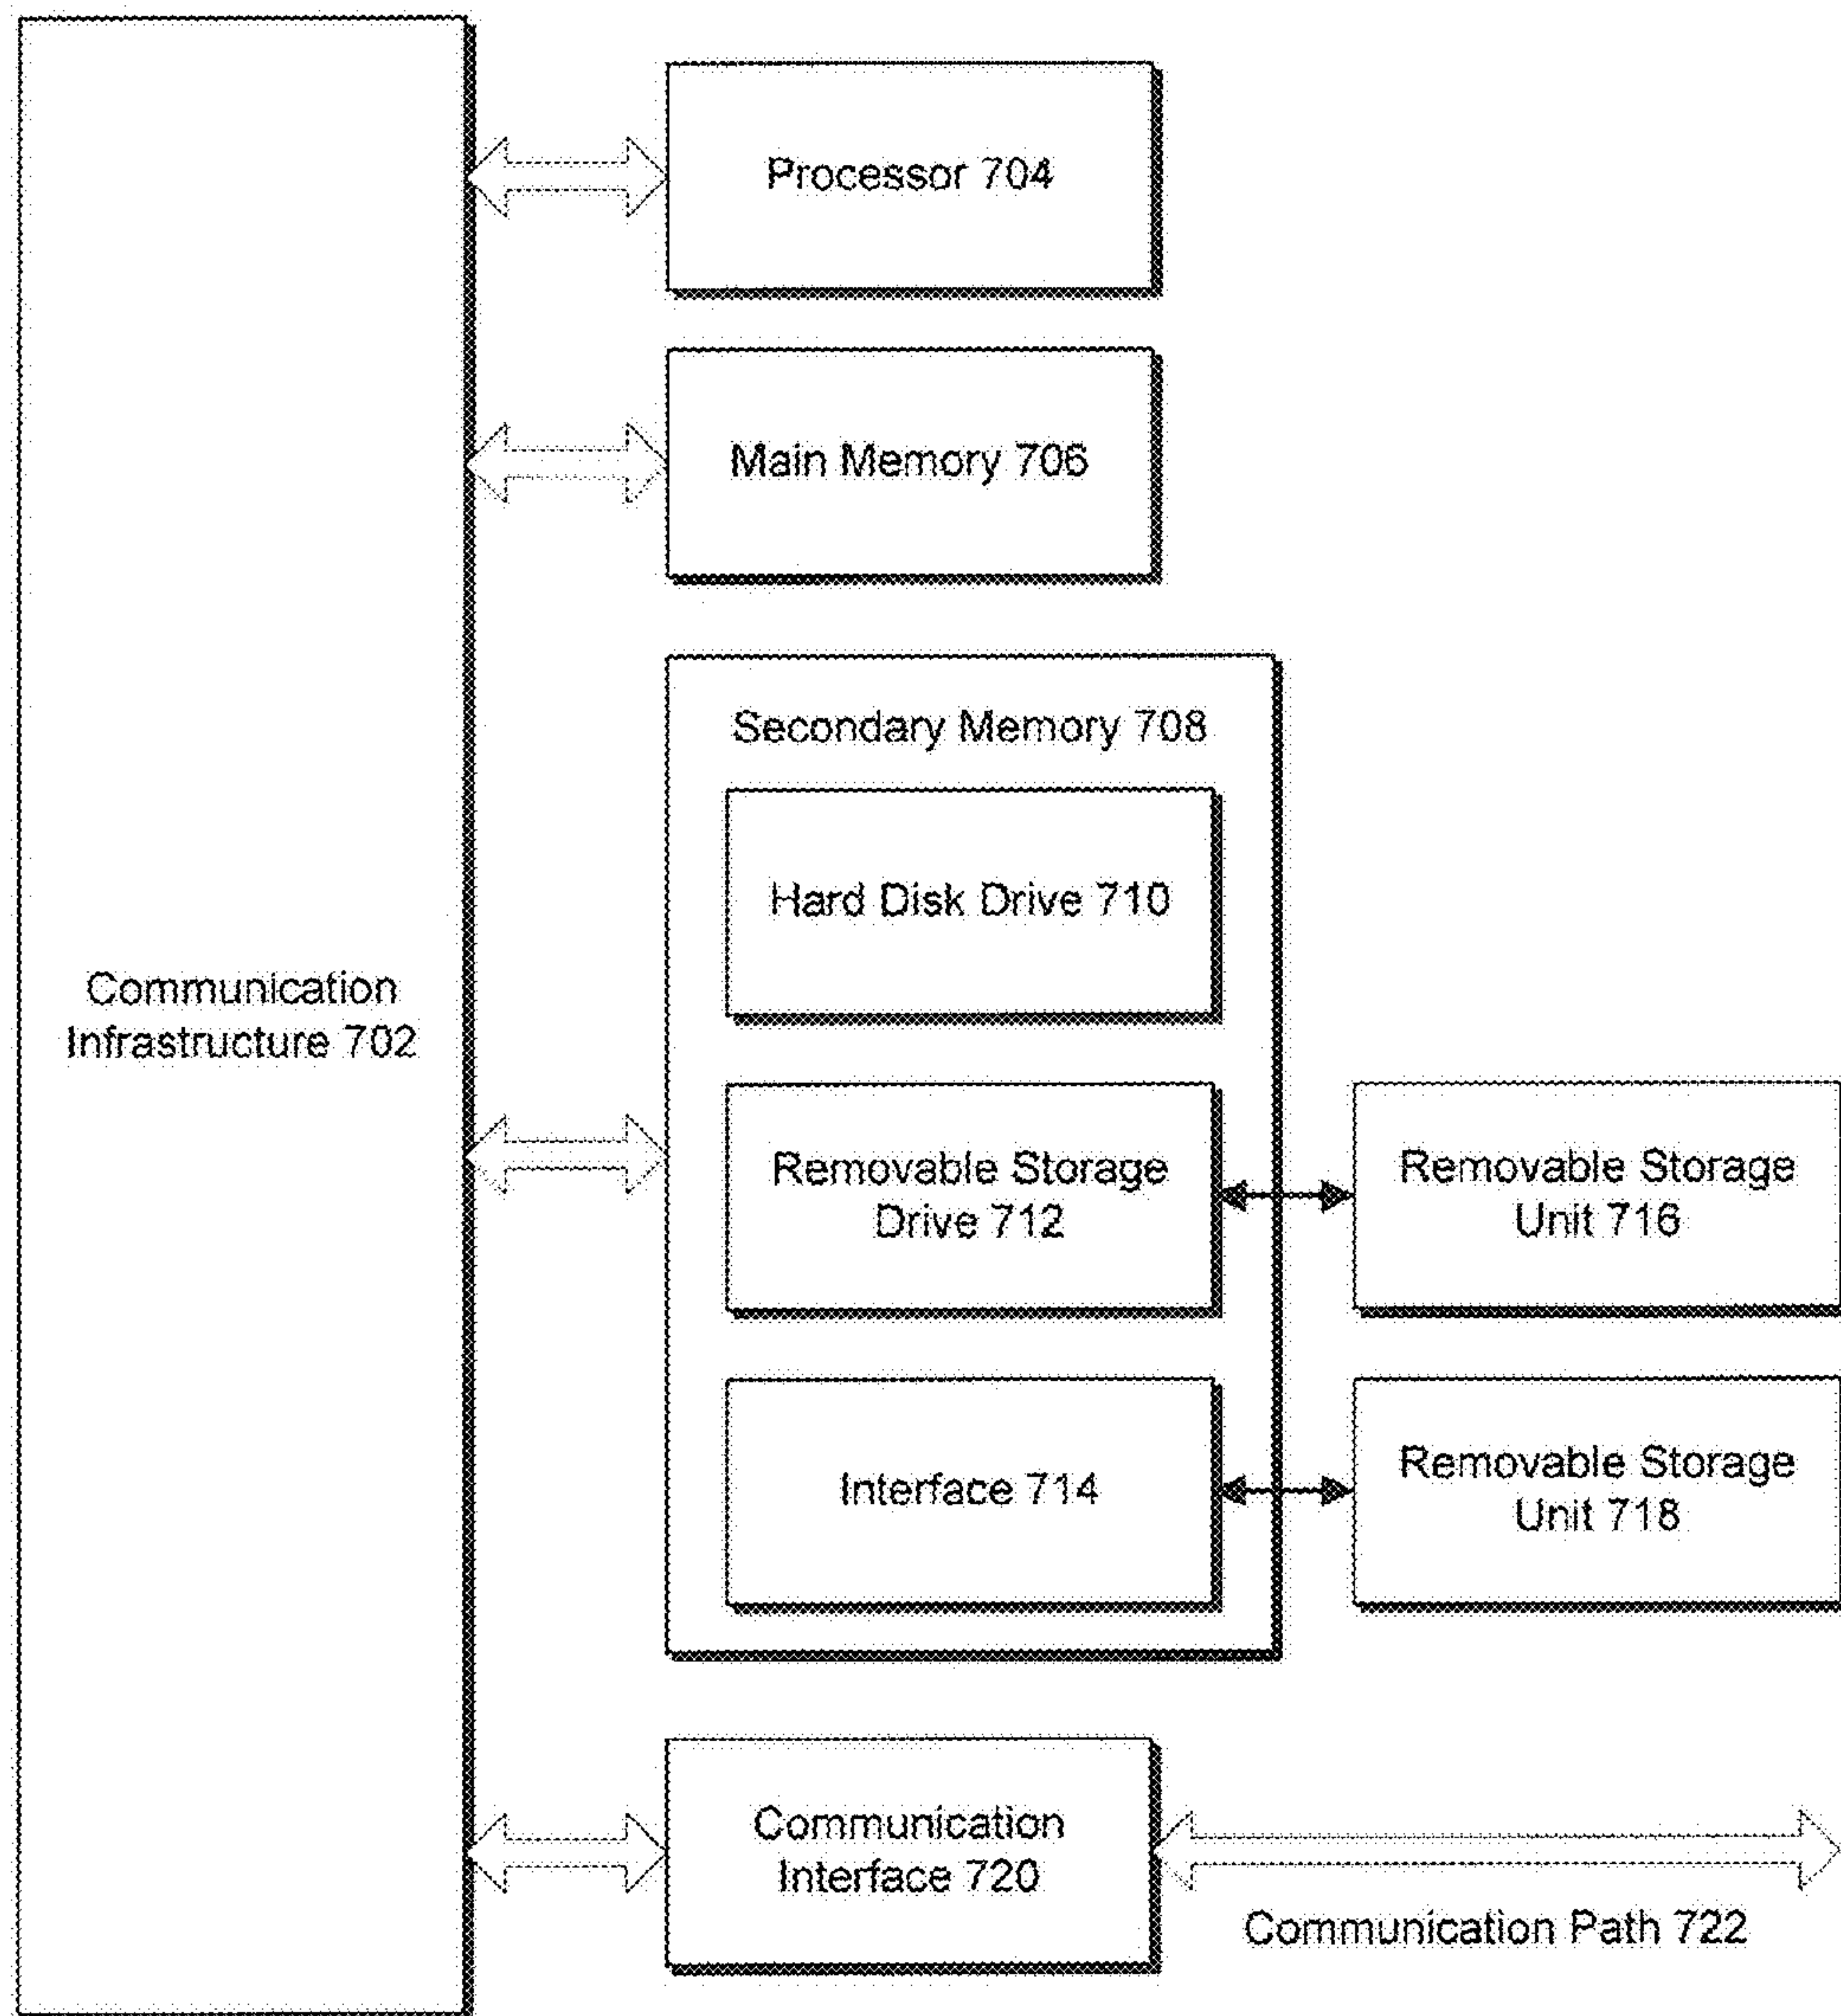 Processor 704
Main Memory 706
Secondary Memory 708
Hard Disk Drive 710
Communication
Infrastructure 702
Removable Storage
Drive 712
Removable Storage
Unit 716
Interface 714
Removable Storage
Unit 718
Communication
Interface 720
Communication Path 722